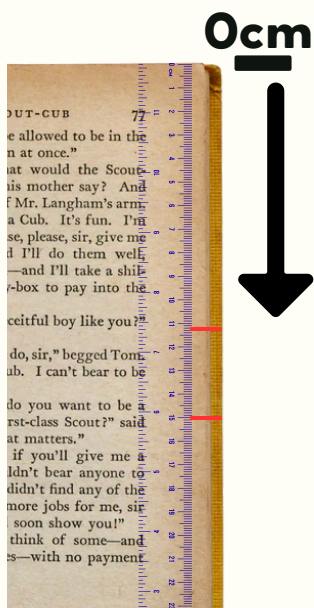 0cm
OUT-CUB 77
e allowed to be in the
n at once.”
at would the Scout-
is mother say? And
f Mr. Langham’s arm.
a Cub. It’s fun. I’m
se, please, sir, give me
d I’ll do them well,
—and I’ll take a shil-
y-box to pay into the
ceitful boy like you?”
do, sir,” begged Tom.
ub. I can’t bear to be
do you want to be a
rst-class Scout?” said
at matters.”
if you’ll give me a
ldn’t bear anyone to
didn’t find any of the
more jobs for me, sir
soon show you!”
think of some—and
es—with no payment